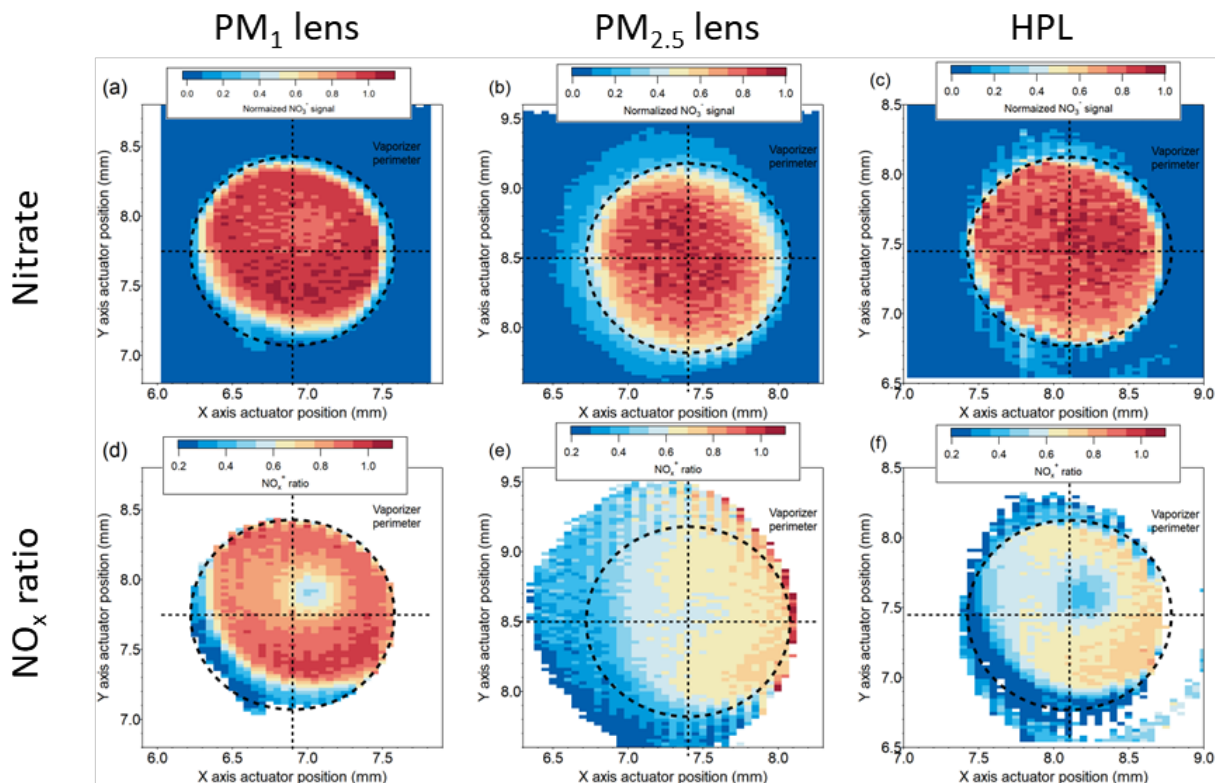 PM₁ lens
PM₂.₅ lens
HPL
Nitrate
(a)
0.0 0.2 0.4 0.6 0.8 1.0
Normaized NO₃⁻ signal
Vaporizer
perimeter
8.5
8.0
7.5
7.0
Y axis actuator position (mm)
6.0 6.5 7.0 7.5
X axis actuator position (mm)
(b)
0.0 0.2 0.4 0.6 0.8 1.0
Normalized NO₃⁻ signal
Vaporizer
perimeter
9.5
9.0
8.5
8.0
Y axis actuator position (mm)
6.5 7.0 7.5 8.0
X axis actuator position (mm)
(c)
0.0 0.2 0.4 0.6 0.8 1.0
Normalized NO₃⁻ signal
Vaporizer
perimeter
8.5
8.0
7.5
7.0
6.5
Y axis actuator position (mm)
7.0 7.5 8.0 8.5 9.0
X axis actuator position (mm)
NOₓ ratio
(d)
0.2 0.4 0.6 0.8 1.0
NOₓ⁺ ratio
Vaporizer
perimeter
8.5
8.0
7.5
7.0
Y axis actuator position (mm)
6.0 6.5 7.0 7.5
X axis actuator position (mm)
(e)
0.2 0.4 0.6 0.8 1.0
NOₓ⁺ ratio
Vaporizer
perimeter
9.5
9.0
8.5
8.0
Y axis actuator position (mm)
6.5 7.0 7.5 8.0
X axis actuator position (mm)
(f)
0.2 0.4 0.6 0.8 1.0
NOₓ⁺ ratio
Vaporizer
perimeter
8.5
8.0
7.5
7.0
6.5
Y axis actuator position (mm)
7.0 7.5 8.0 8.5 9.0
X axis actuator position (mm)